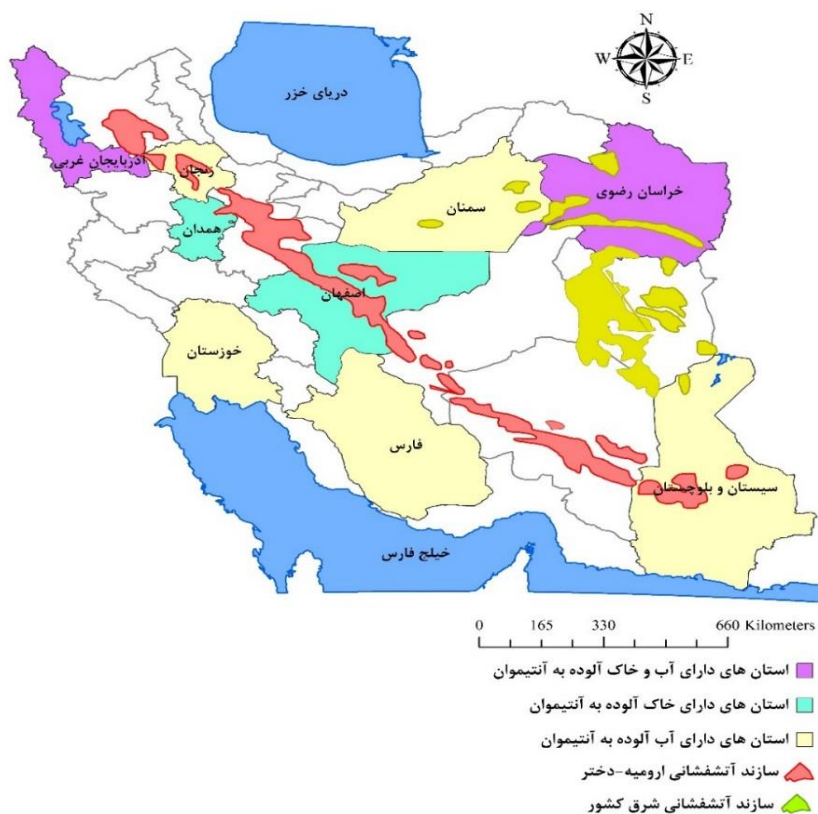 N
W E
S
دریای خزر
آذربایجان غربی
زنجان
خراسان رضوی
سمنان
همدان
اصفهان
خوزستان
فارس
سیستان و بلوچستان
خیلج فارس
0 165 330 660 Kilometers
استان های دارای آب و خاک آلوده به آنتیموان
استان های دارای خاک آلوده به آنتیموان
استان های دارای آب آلوده به آنتیموان
سازند آتشفشانی ارومیه-دختر
سازند آتشفشانی شرق کشور